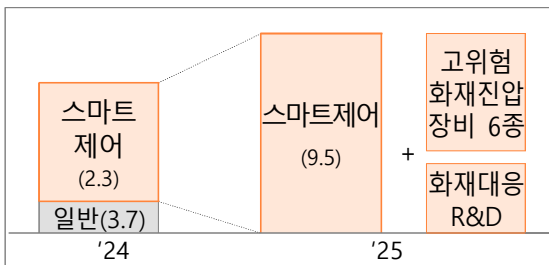 스마트
제어
(2.3)
일반(3.7)
'24
스마트제어
(9.5)
+
고위험
화재진압
장비 6종
화재대응
R&D
'25